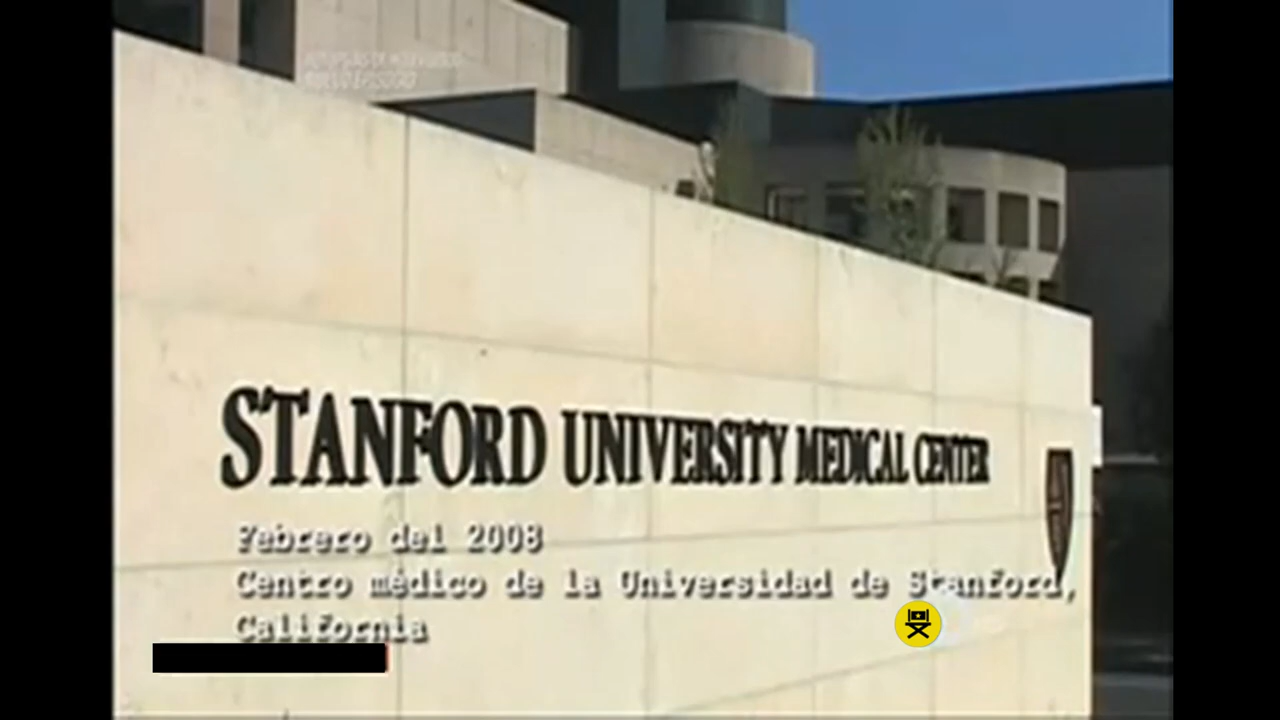 STANFORD UNIVERSITY MEDICAL CENTER
Febrero del 2008
Centro médico de la Universidad de Stanford,
California